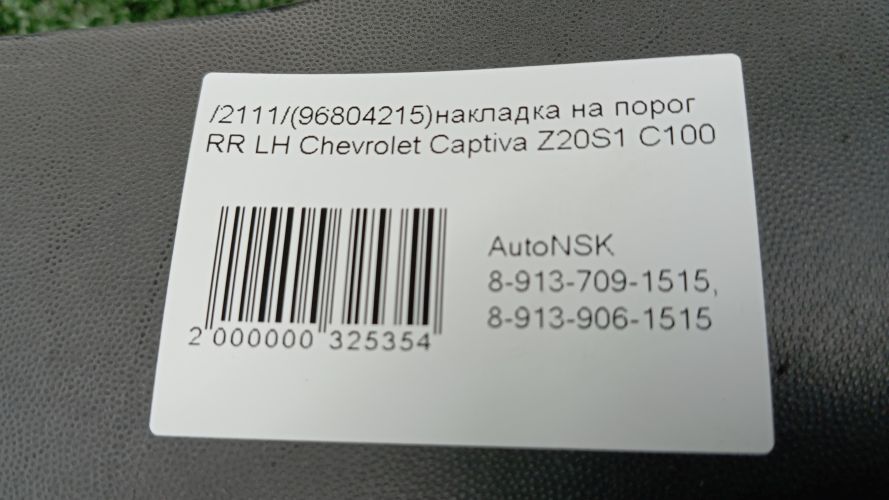 /2111/(96804215)накладка на порог
RR LH Chevrolet Captiva Z20S1 C100
AutoNSK
8-913-709-1515,
8-913-906-1515
2 000000 325354